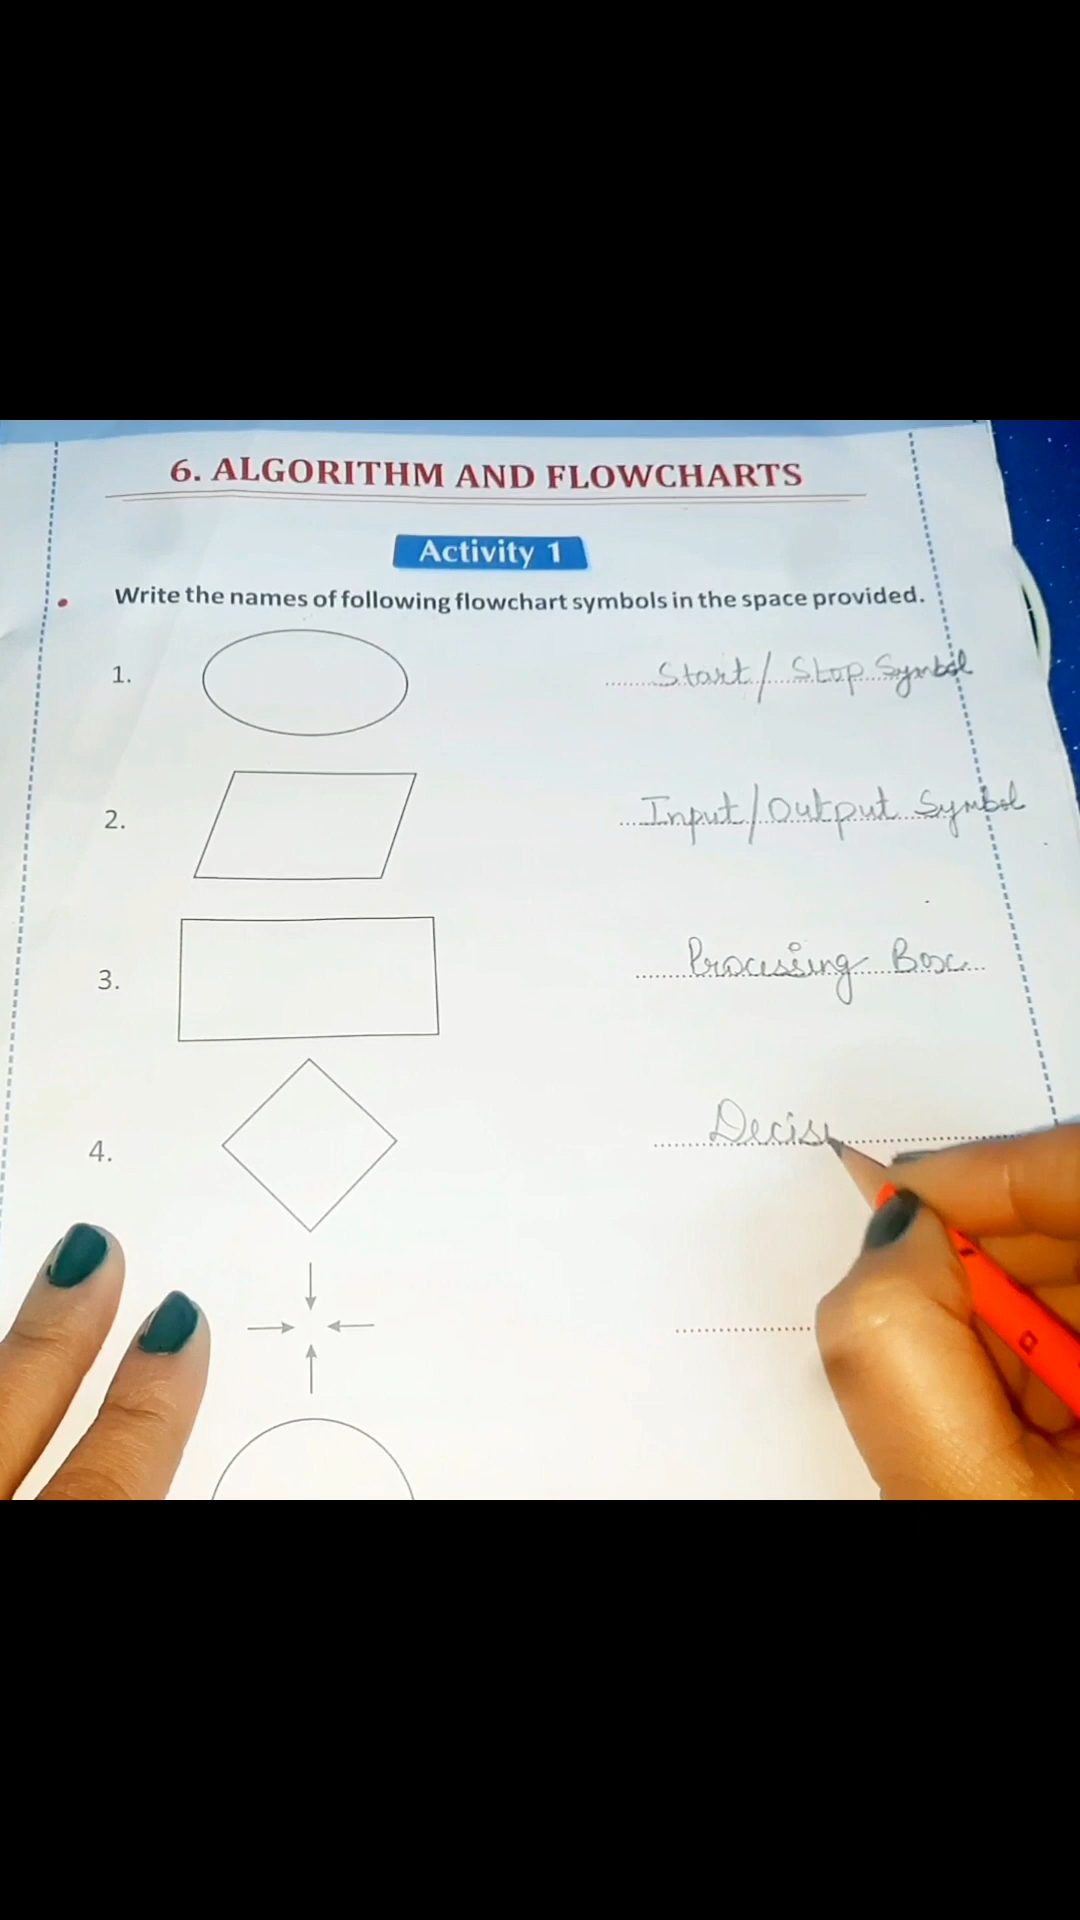 6. ALGORITHM AND FLOWCHARTS
Activity 1
Write the names of following flowchart symbols in the space provided.
1. Start / Stop Symbol
2. Input / Output Symbol
3. Processing Box
4. Decis